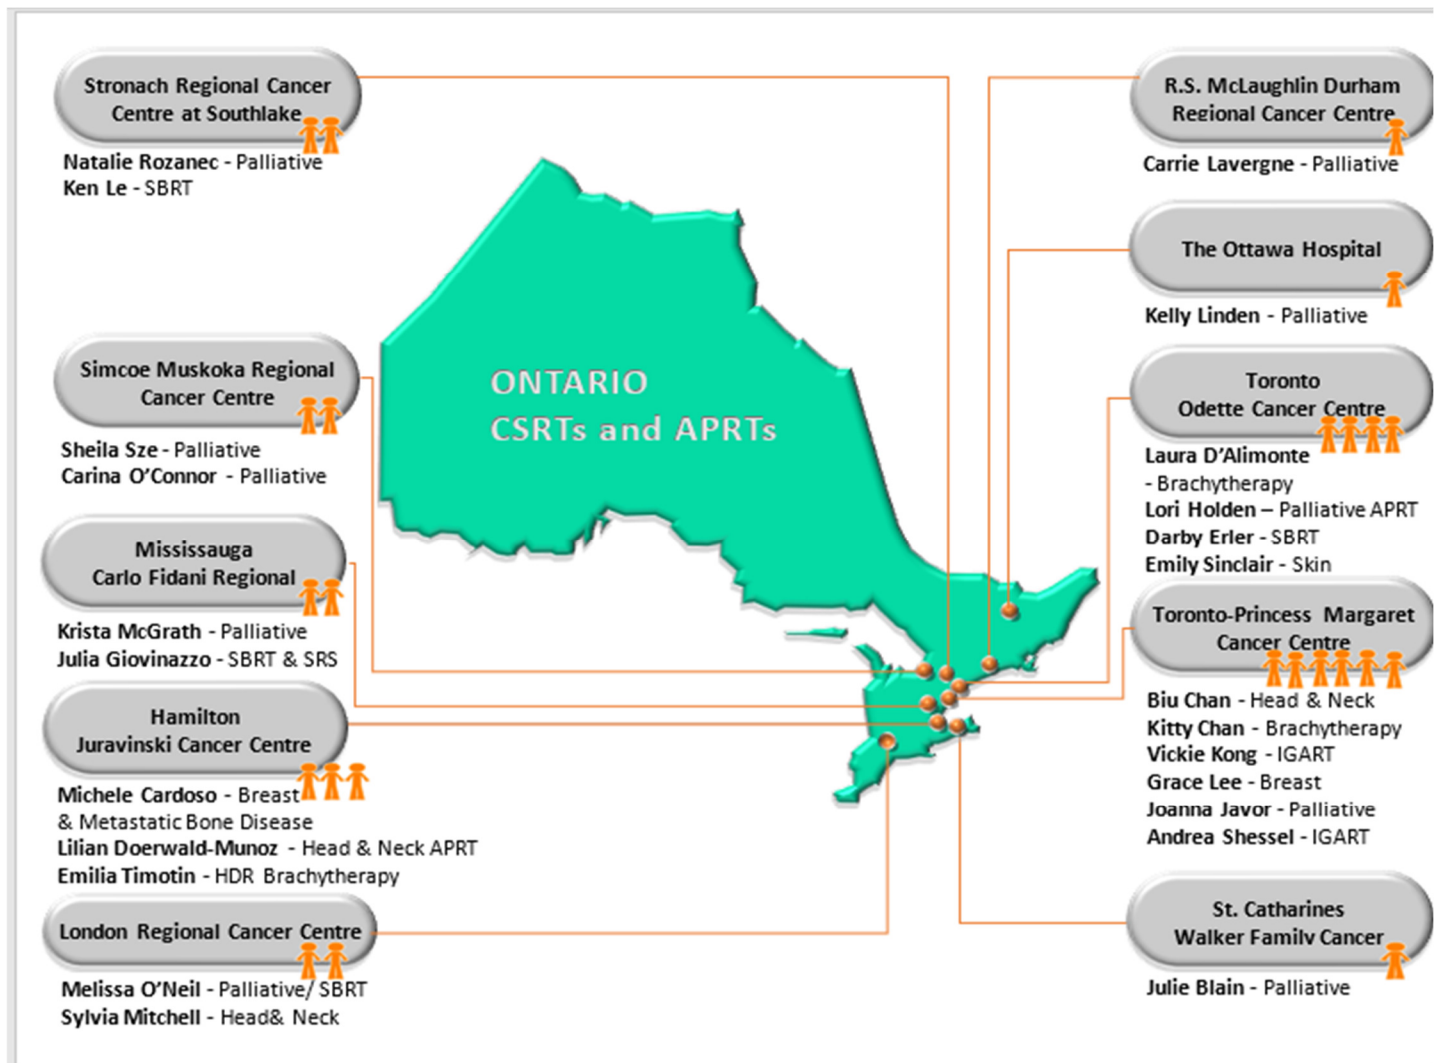 Stronach Regional Cancer
Centre at Southlake
Natalie Rozanec - Palliative
Ken Le - SBRT
Simcoe Muskoka Regional
Cancer Centre
Sheila Sze - Palliative
Carina O'Connor - Palliative
Mississauga
Carlo Fidani Regional
Krista McGrath - Palliative
Julia Giovinazzo - SBRT & SRS
Hamilton
Juravinski Cancer Centre
Michele Cardoso - Breast
& Metastatic Bone Disease
Lilian Doerwald-Munoz - Head & Neck APRT
Emilia Timotin - HDR Brachytherapy
London Regional Cancer Centre
Melissa O'Neil - Palliative/ SBRT
Sylvia Mitchell - Head& Neck
ONTARIO
CSRTs and APRTs
R.S. McLaughlin Durham
Regional Cancer Centre
Carrie Lavergne - Palliative
The Ottawa Hospital
Kelly Linden - Palliative
Toronto
Odette Cancer Centre
Laura D'Alimonte
- Brachytherapy
Lori Holden – Palliative APRT
Darby Erler - SBRT
Emily Sinclair - Skin
Toronto-Princess Margaret
Cancer Centre
Biu Chan - Head & Neck
Kitty Chan - Brachytherapy
Vickie Kong - IGART
Grace Lee - Breast
Joanna Javor - Palliative
Andrea Shessel - IGART
St. Catharines
Walker Family Cancer
Julie Blain - Palliative